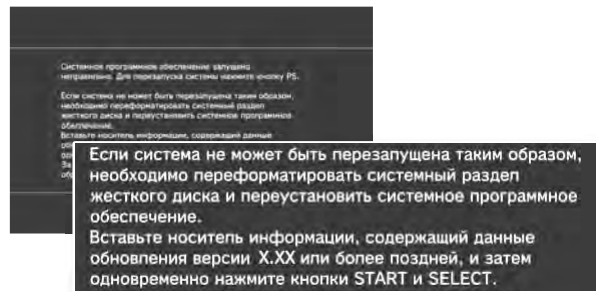 Системное программное обеспечение запущено
неправильно. Для перезапуска системы нажмите кнопку PS.
Если система не может быть перезапущена таким образом,
необходимо переформатировать системный раздел
жесткого диска и переустановить системное программное
обеспечение.
Вставьте носитель информации, содержащий данные
Если система не может быть перезапущена таким образом,
необходимо переформатировать системный раздел
жесткого диска и переустановить системное программное
обеспечение.
Вставьте носитель информации, содержащий данные
обновления версии X.XX или более поздней, и затем
одновременно нажмите кнопки START и SELECT.